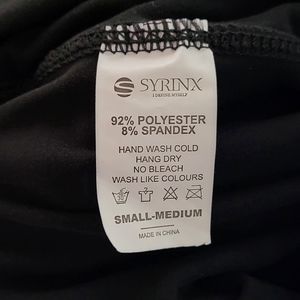 SYRINX
I DEFINE MYSELF
92% POLYESTER
8% SPANDEX
HAND WASH COLD
HANG DRY
NO BLEACH
WASH LIKE COLOURS
SMALL-MEDIUM
MADE IN CHINA